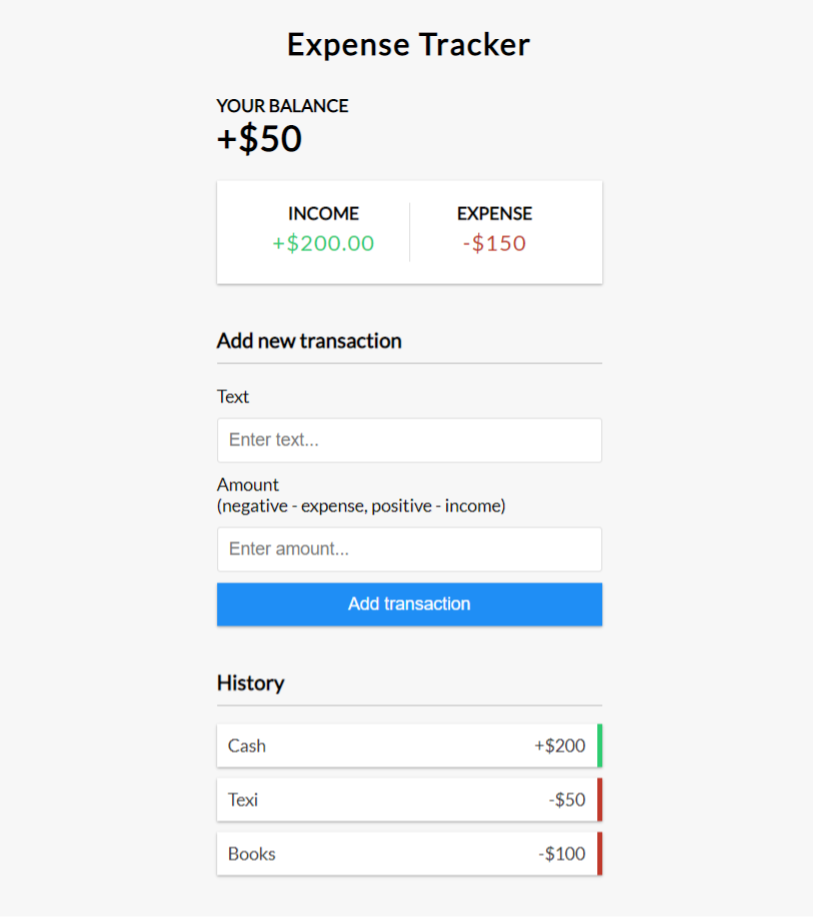 Expense Tracker
YOUR BALANCE
+$50
INCOME EXPENSE
+$200.00 -$150
Add new transaction
Text
Enter text...
Amount
(negative - expense, positive - income)
Enter amount...
Add transaction
History
Cash +$200
Texi -$50
Books -$100